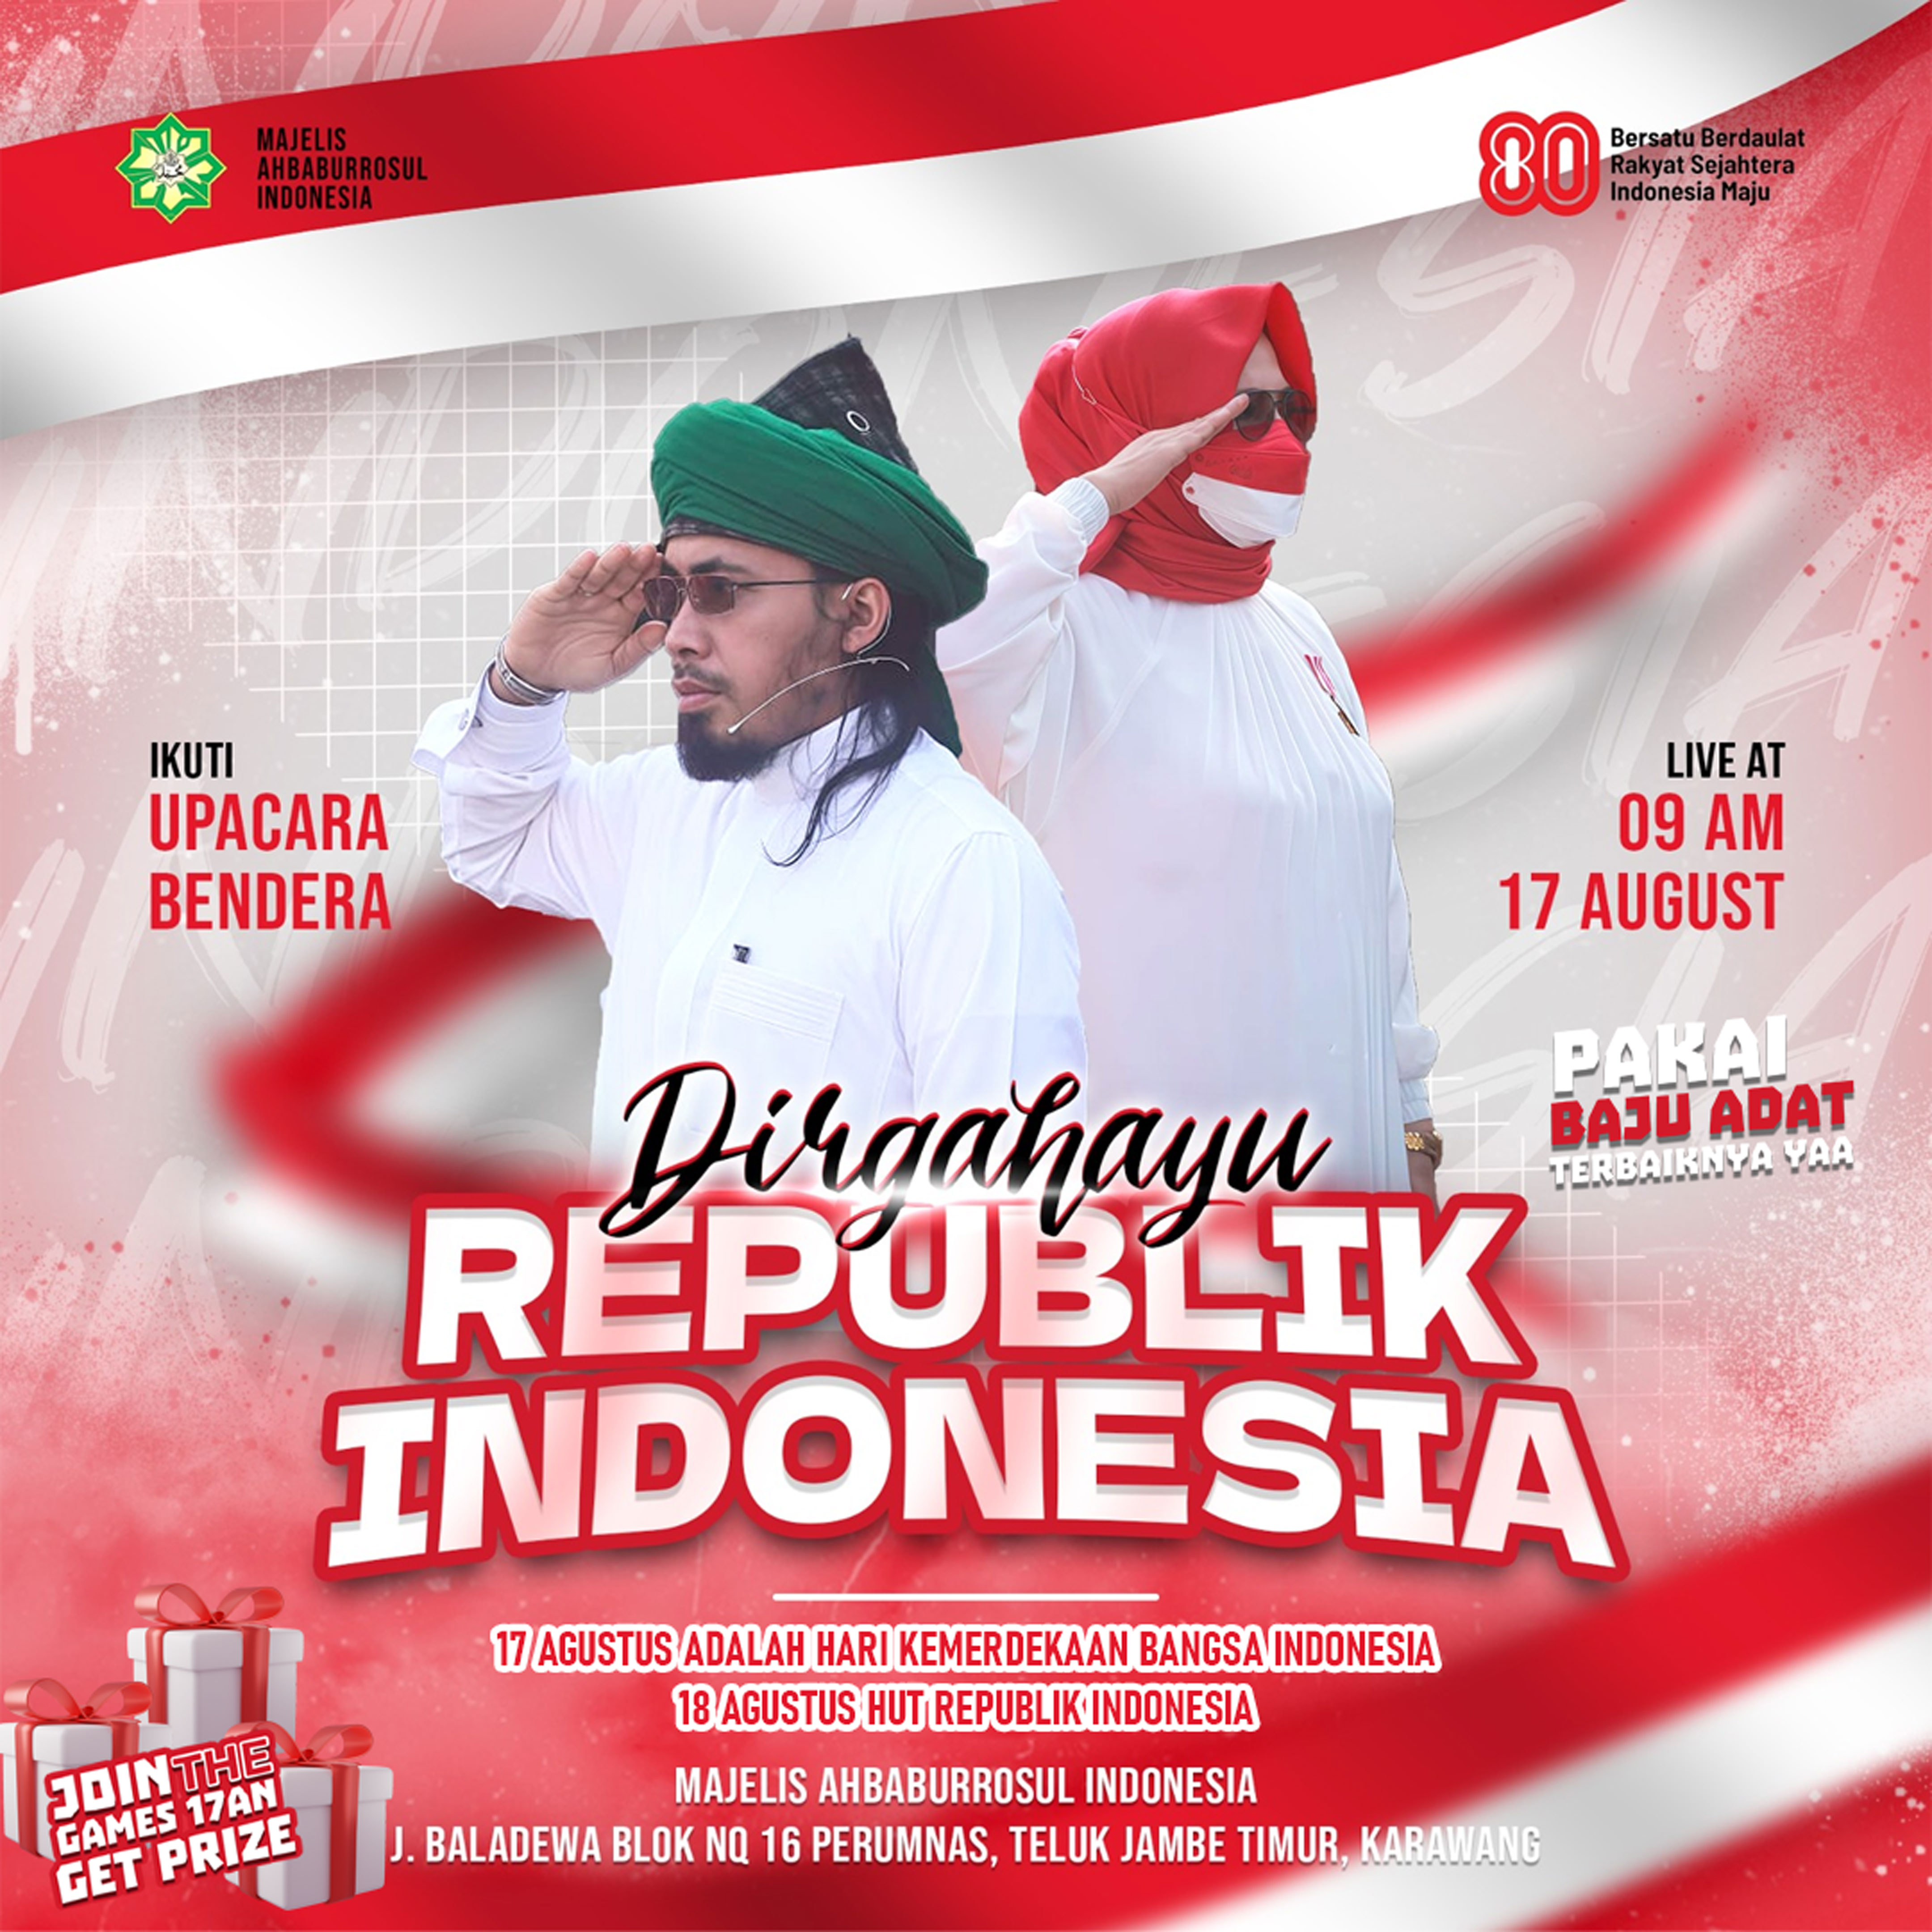 MAJELIS
AHBABURROSUL
INDONESIA
80
Bersatu Berdaulat
Rakyat Sejahtera
Indonesia Maju
IKUTI
UPACARA
BENDERA
LIVE AT
09 AM
17 AUGUST
PAKAI
BAJU ADAT
TERBAIKNYA YAA
Dirgahayu
REPUBLIK
INDONESIA
17 AGUSTUS ADALAH HARI KEMERDEKAAN BANGSA INDONESIA
18 AGUSTUS HUT REPUBLIK INDONESIA
MAJELIS AHBABURROSUL INDONESIA
J. BALADEWA BLOK NQ 16 PERUMNAS, TELUK JAMBE TIMUR, KARAWANG
JOIN THE
GAMES 17AN
GET PRIZE